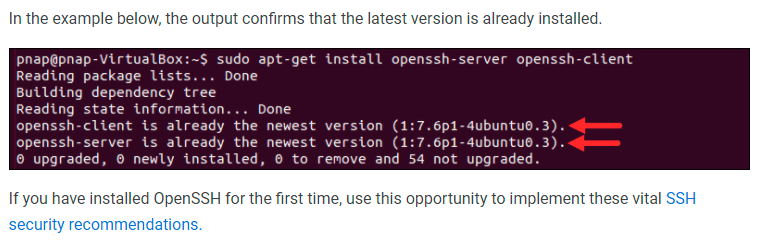 In the example below, the output confirms that the latest version is already installed.
pnap@pnap-VirtualBox:~$ sudo apt-get install openssh-server openssh-client
Reading package lists... Done
Building dependency tree
Reading state information... Done
openssh-client is already the newest version (1:7.6p1-4ubuntu0.3).
openssh-server is already the newest version (1:7.6p1-4ubuntu0.3).
0 upgraded, 0 newly installed, 0 to remove and 54 not upgraded.
If you have installed OpenSSH for the first time, use this opportunity to implement these vital SSH
security recommendations.